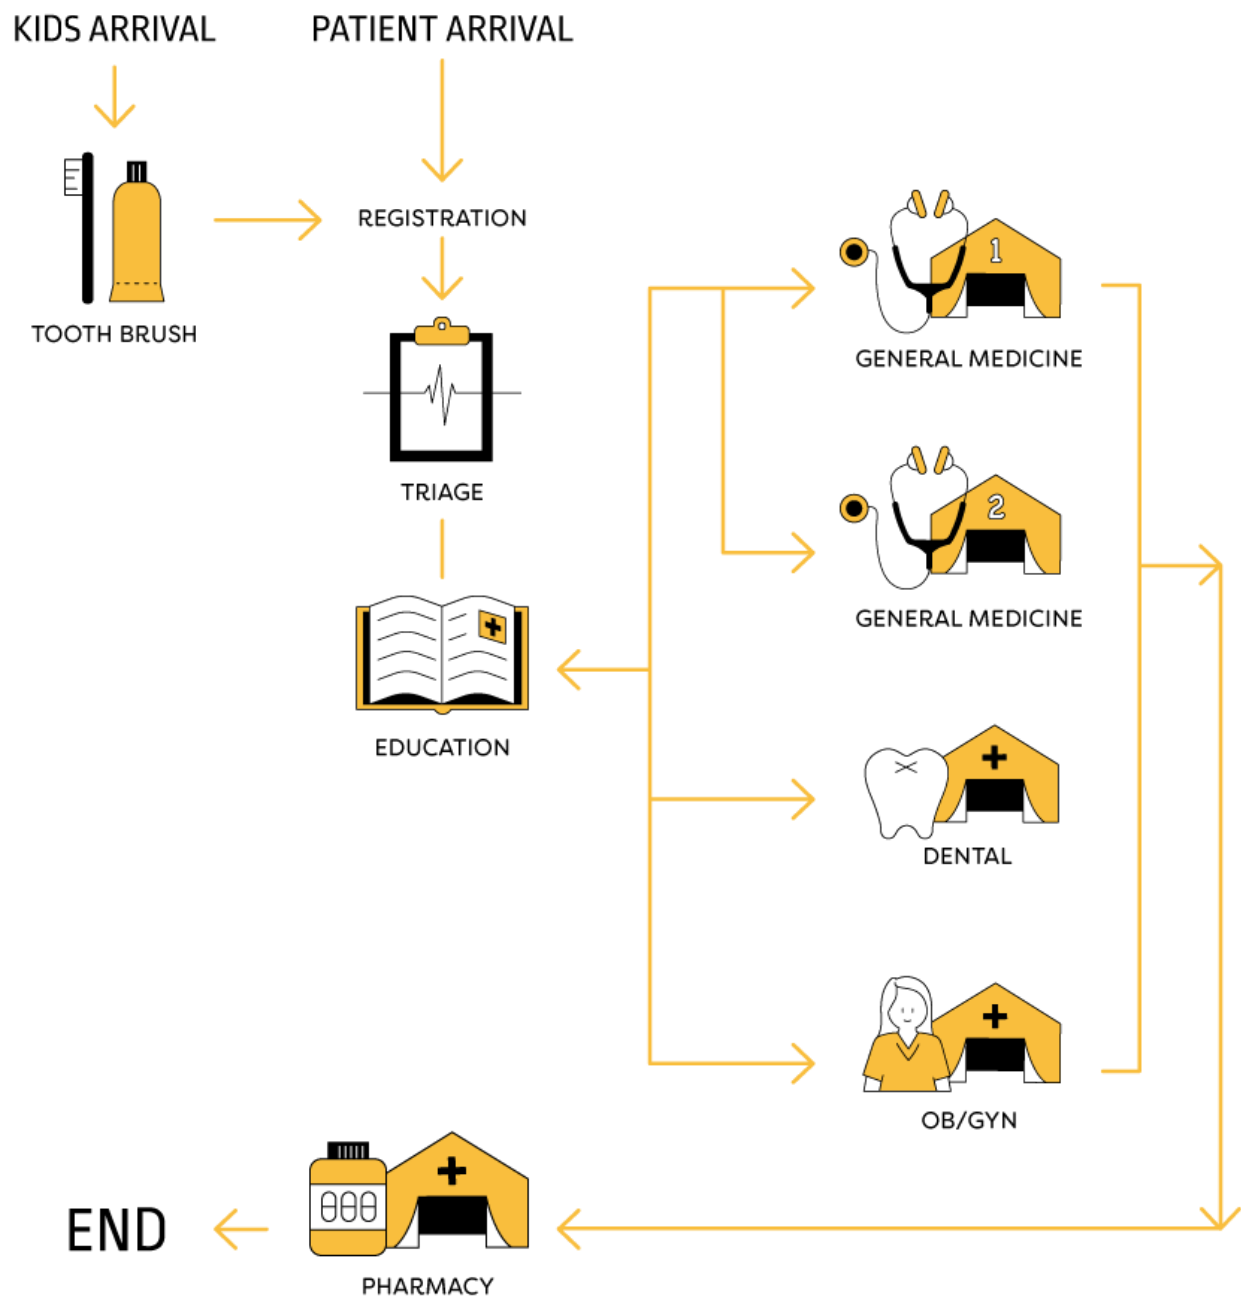 KIDS ARRIVAL
PATIENT ARRIVAL
REGISTRATION
TOOTH BRUSH
TRIAGE
EDUCATION
1
GENERAL MEDICINE
2
GENERAL MEDICINE
DENTAL
OB/GYN
PHARMACY
END